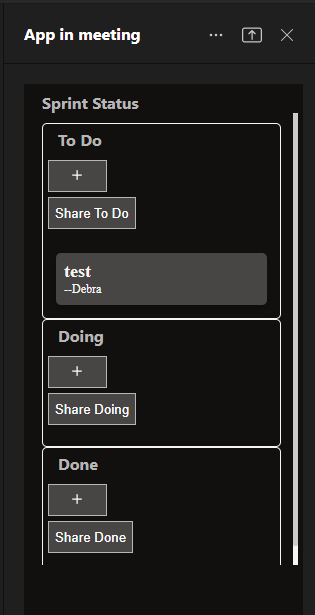 App in meeting
Sprint Status
To Do
+
Share To Do
test
--Debra
Doing
+
Share Doing
Done
+
Share Done